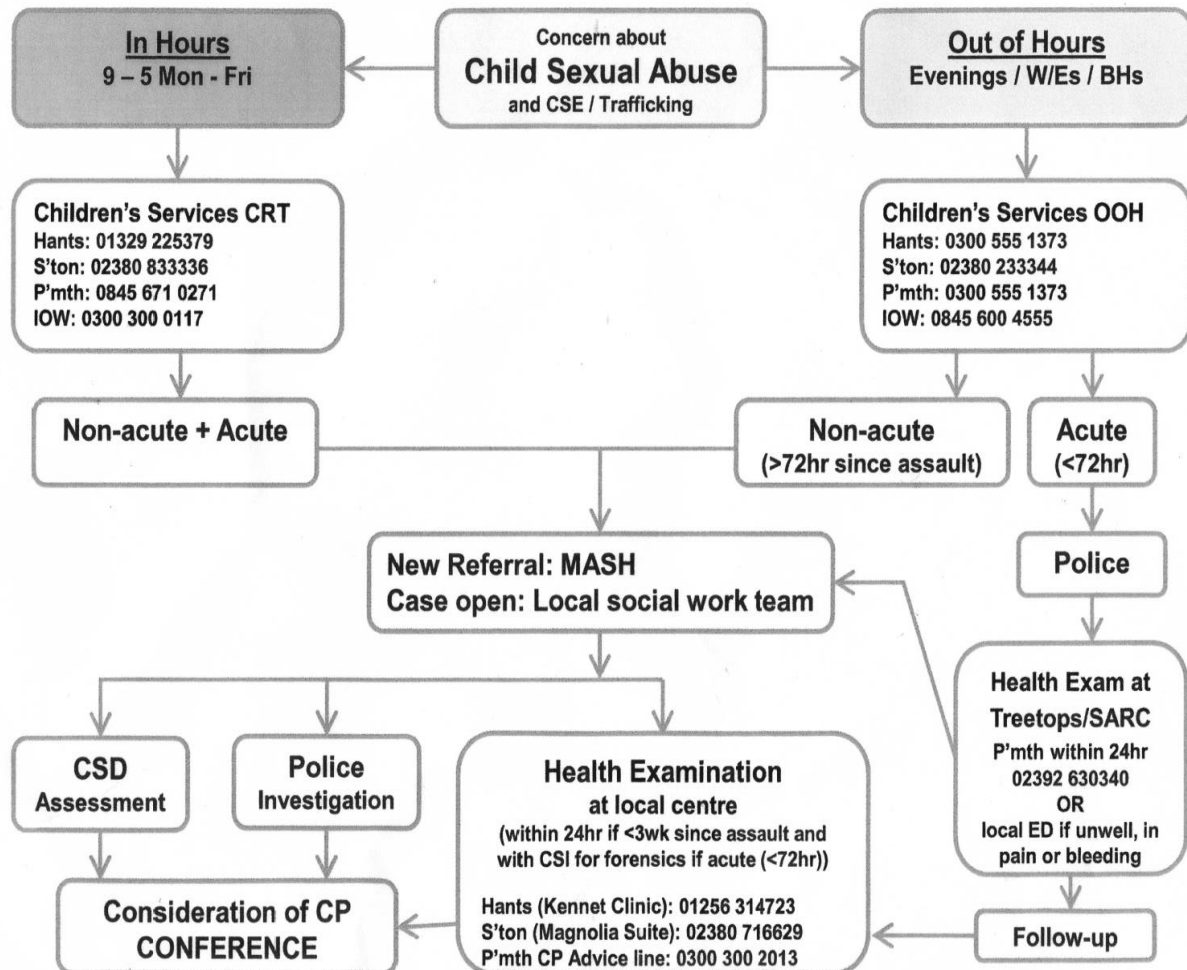 In Hours
9 – 5 Mon - Fri
Concern about
Child Sexual Abuse
and CSE / Trafficking
Out of Hours
Evenings / W/Es / BHs
Children's Services CRT
Hants: 01329 225379
S'ton: 02380 833336
P'mth: 0845 671 0271
IOW: 0300 300 0117
Children's Services OOH
Hants: 0300 555 1373
S'ton: 02380 233344
P'mth: 0300 555 1373
IOW: 0845 600 4555
Non-acute + Acute
Non-acute
(>72hr since assault)
Acute
(<72hr)
New Referral: MASH
Case open: Local social work team
Police
Health Exam at
Treetops/SARC
P'mth within 24hr
02392 630340
OR
local ED if unwell, in
pain or bleeding
CSD
Assessment
Police
Investigation
Health Examination
at local centre
(within 24hr if <3wk since assault and
with CSI for forensics if acute (<72hr))
Hants (Kennet Clinic): 01256 314723
S'ton (Magnolia Suite): 02380 716629
P'mth CP Advice line: 0300 300 2013
Consideration of CP
CONFERENCE
Follow-up